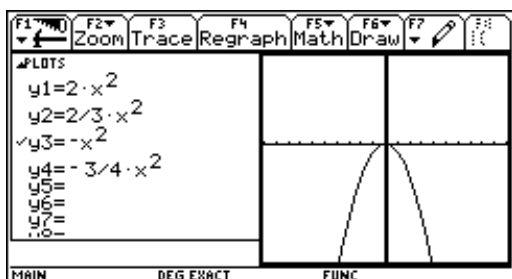 F1 F2 F3 F4 F5 F6 F7
Zoom Trace Regraph Math Draw
PLOTS
y1=2·x²
y2=2/3·x²
✓y3=-x²
y4=-3/4·x²
y5=
y6=
y7=
MAIN DEG EXACT FUNC